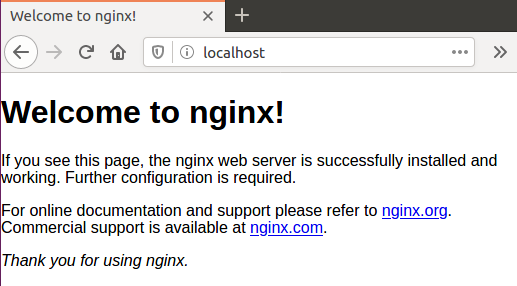 Welcome to nginx!
localhost
Welcome to nginx!
If you see this page, the nginx web server is successfully installed and
working. Further configuration is required.
For online documentation and support please refer to nginx.org.
Commercial support is available at nginx.com.
Thank you for using nginx.